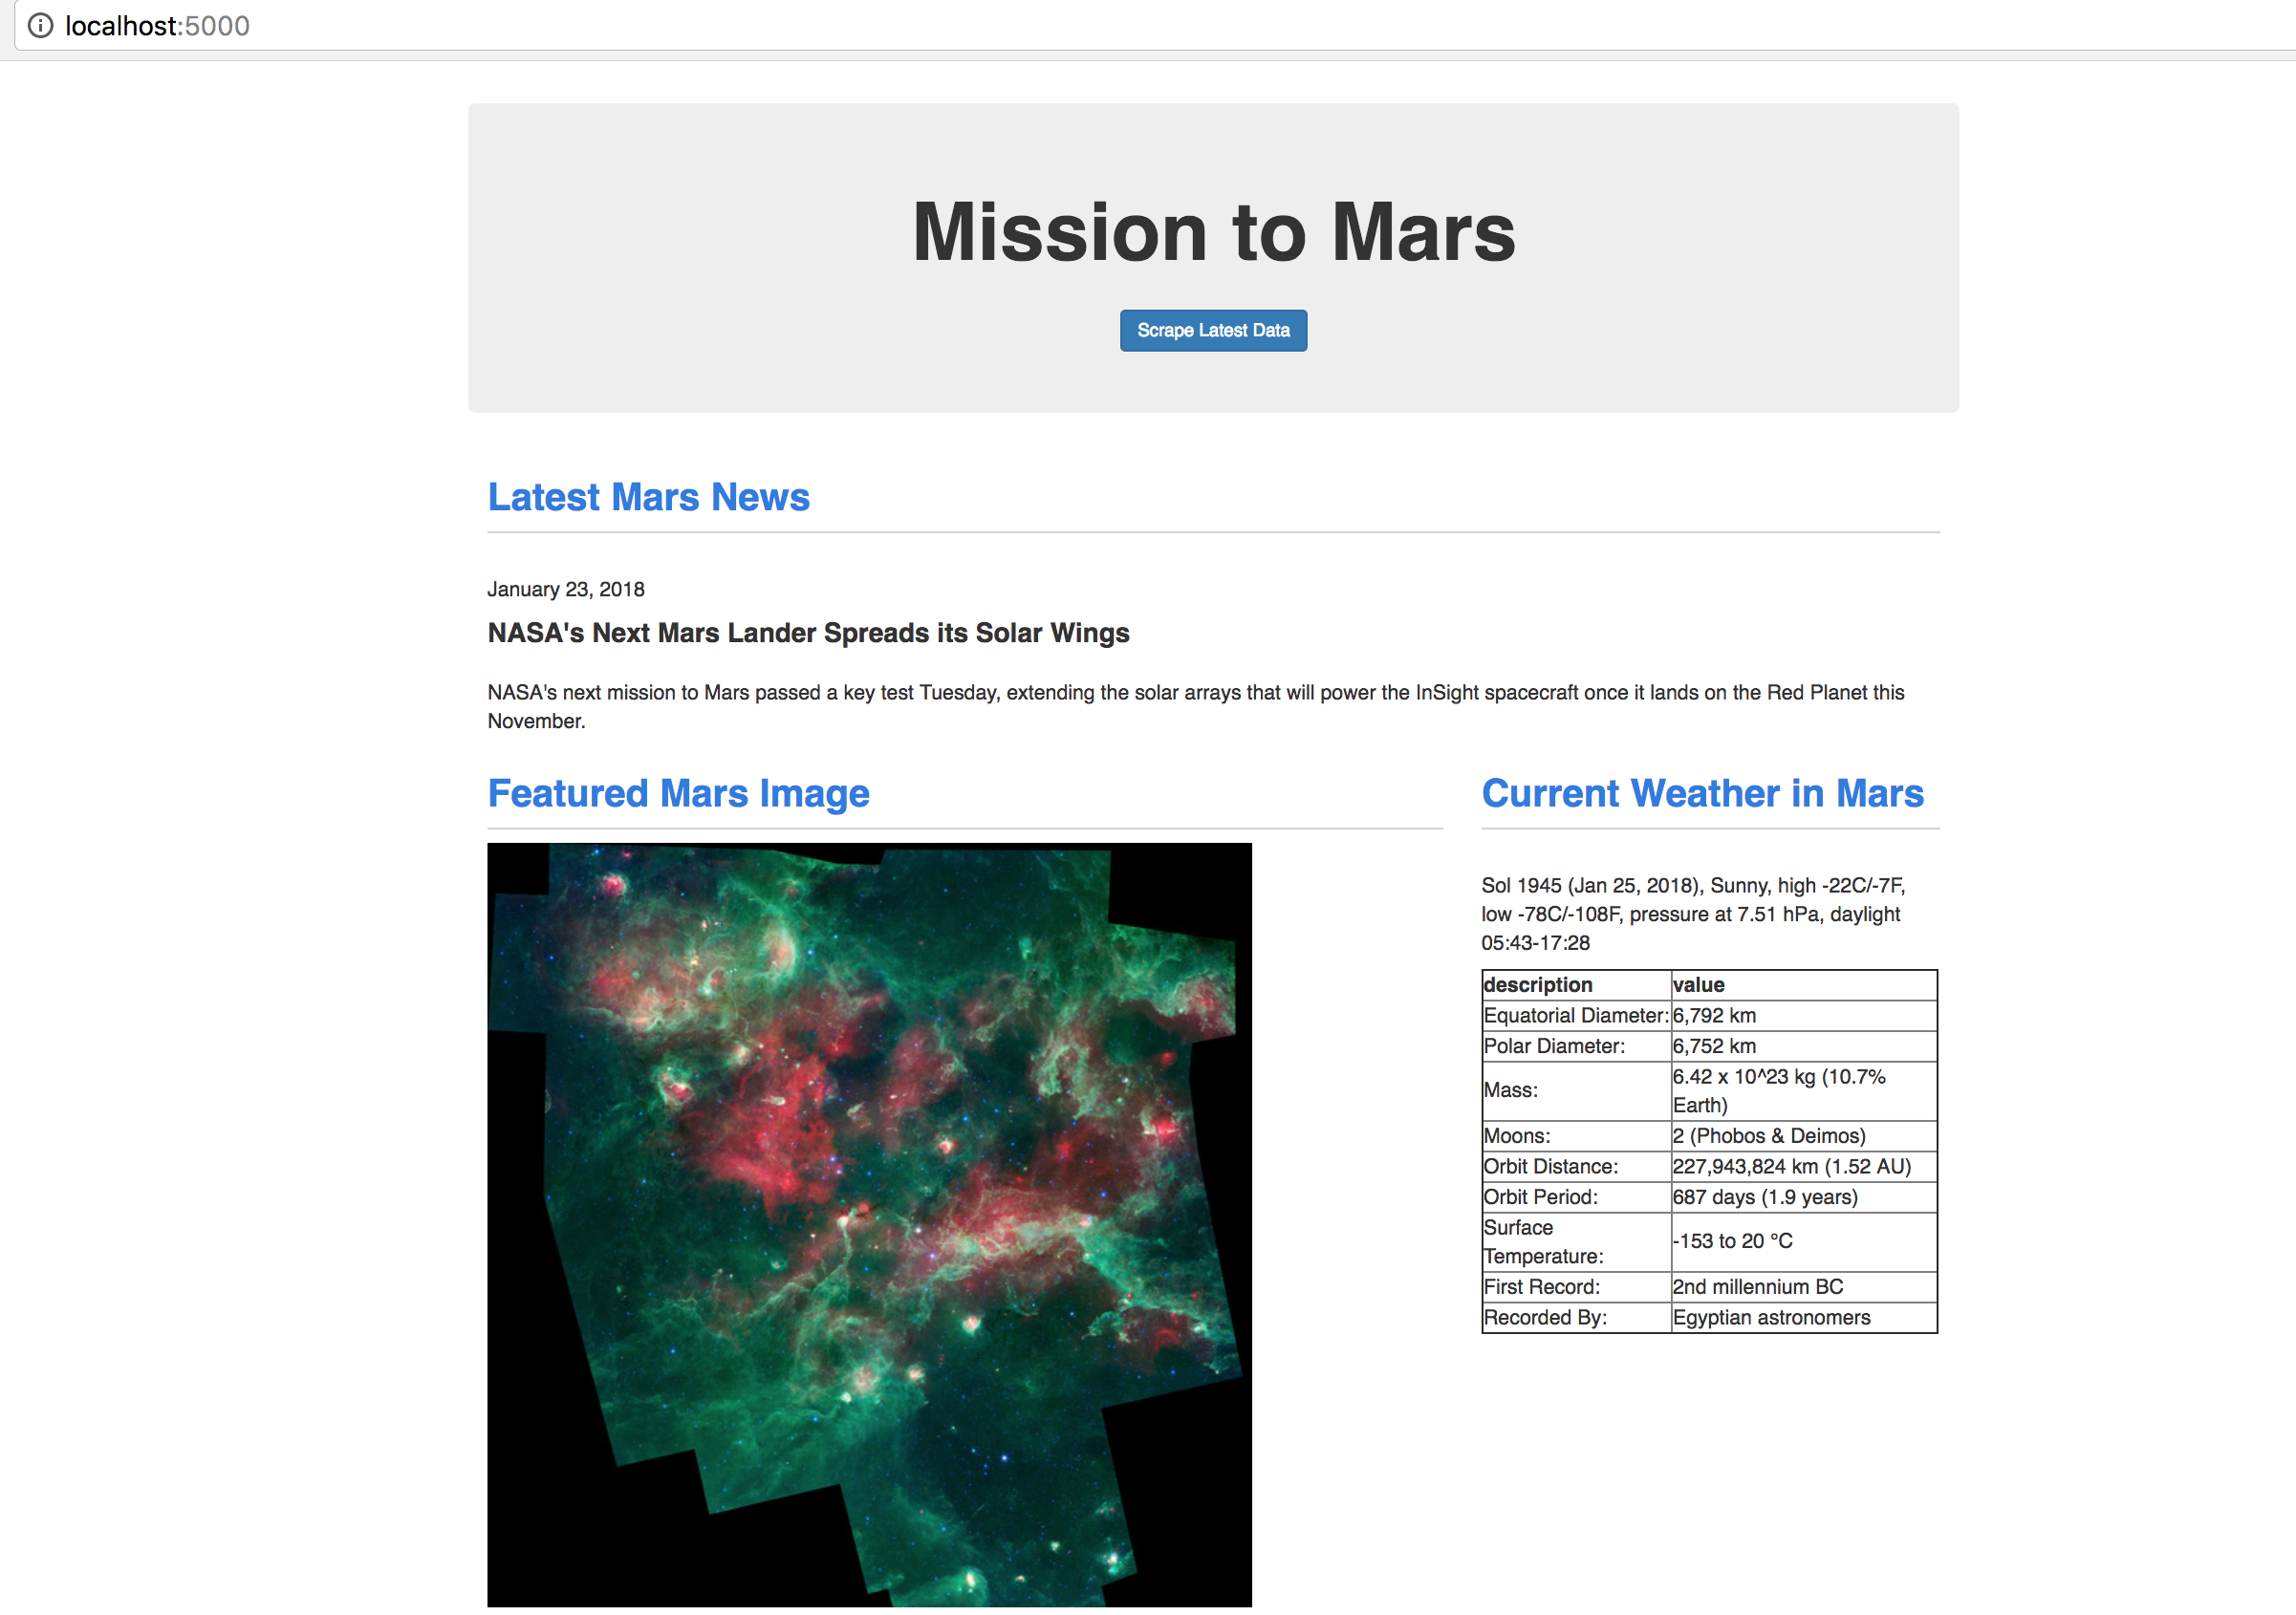 localhost:5000
Mission to Mars
Scrape Latest Data
Latest Mars News
January 23, 2018
NASA's Next Mars Lander Spreads its Solar Wings
NASA's next mission to Mars passed a key test Tuesday, extending the solar arrays that will power the InSight spacecraft once it lands on the Red Planet this
November.
Featured Mars Image
Current Weather in Mars
Sol 1945 (Jan 25, 2018), Sunny, high -22C/-7F,
low -78C/-108F, pressure at 7.51 hPa, daylight
05:43-17:28
description value
Equatorial Diameter: 6,792 km
Polar Diameter: 6,752 km
Mass: 6.42 x 10^23 kg (10.7%
Earth)
Moons: 2 (Phobos & Deimos)
Orbit Distance: 227,943,824 km (1.52 AU)
Orbit Period: 687 days (1.9 years)
Surface
Temperature: -153 to 20 °C
First Record: 2nd millennium BC
Recorded By: Egyptian astronomers